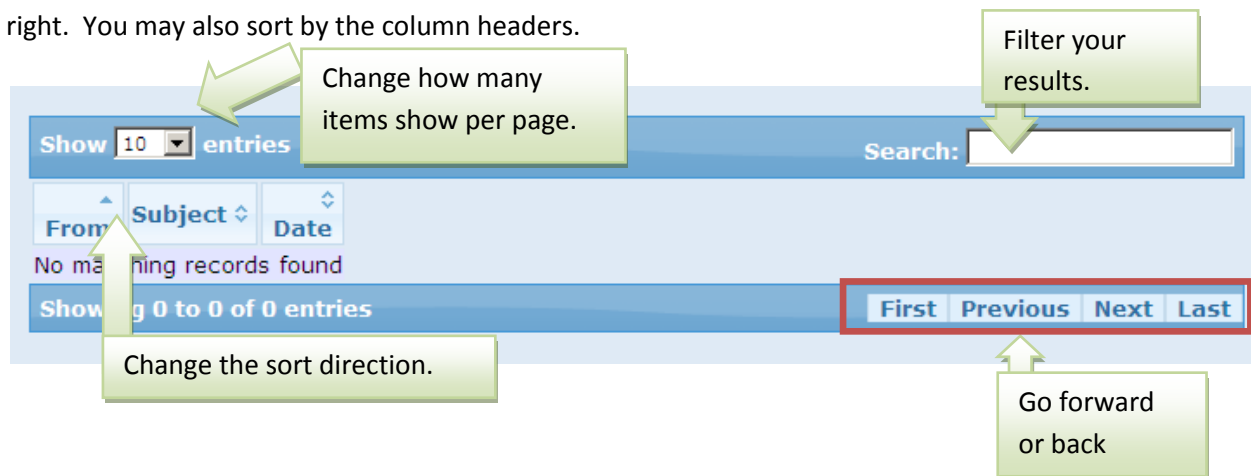 right.  You may also sort by the column headers.
Change how many
items show per page.
Filter your
results.
Show 10 entries
Search:
From
Subject
Date
No matching records found
Showing 0 to 0 of 0 entries
First Previous Next Last
Change the sort direction.
Go forward
or back